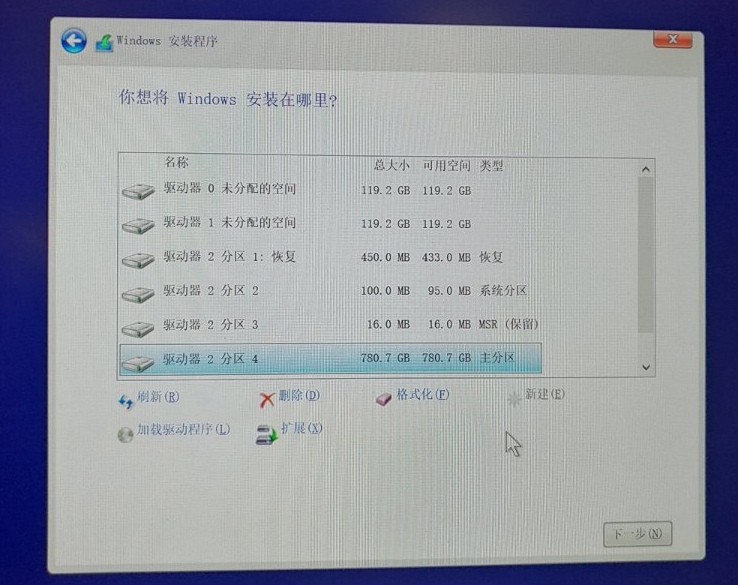 Windows 安装程序
你想将 Windows 安装在哪里?
名称 总大小 可用空间 类型
驱动器 0 未分配的空间 119.2 GB 119.2 GB
驱动器 1 未分配的空间 119.2 GB 119.2 GB
驱动器 2 分区 1: 恢复 450.0 MB 433.0 MB 恢复
驱动器 2 分区 2 100.0 MB 95.0 MB 系统分区
驱动器 2 分区 3 16.0 MB 16.0 MB MSR (保留)
驱动器 2 分区 4 780.7 GB 780.7 GB 主分区
刷新(R) 删除(D) 格式化(F) 新建(E)
加载驱动程序(L) 扩展(X)
下一步(N)